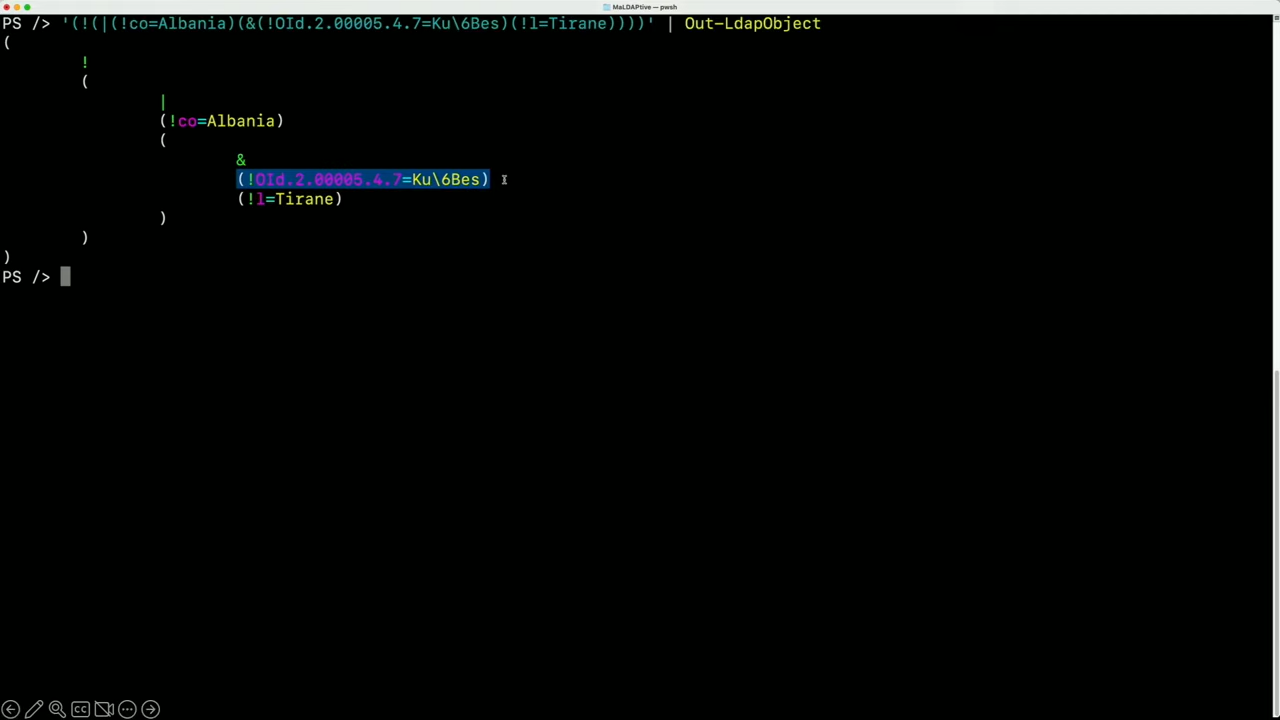 MaLDAPtive — pwsh
PS /> '(!(|(!co=Albania)(&(!OId.2.00005.4.7=Ku\6Bes)(!l=Tirane))))' | Out-LdapObject
(
!
(
|
(!co=Albania)
(
&
(!OId.2.00005.4.7=Ku\6Bes)
(!l=Tirane)
)
)
)
PS />
CC